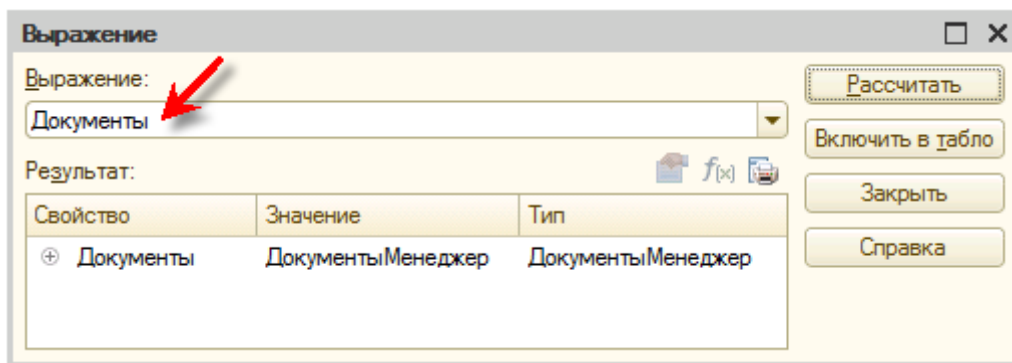 Выражение
Выражение:
Документы
Результат:
f(x)
Свойство Значение Тип
Документы ДокументыМенеджер ДокументыМенеджер
Рассчитать
Включить в табло
Закрыть
Справка